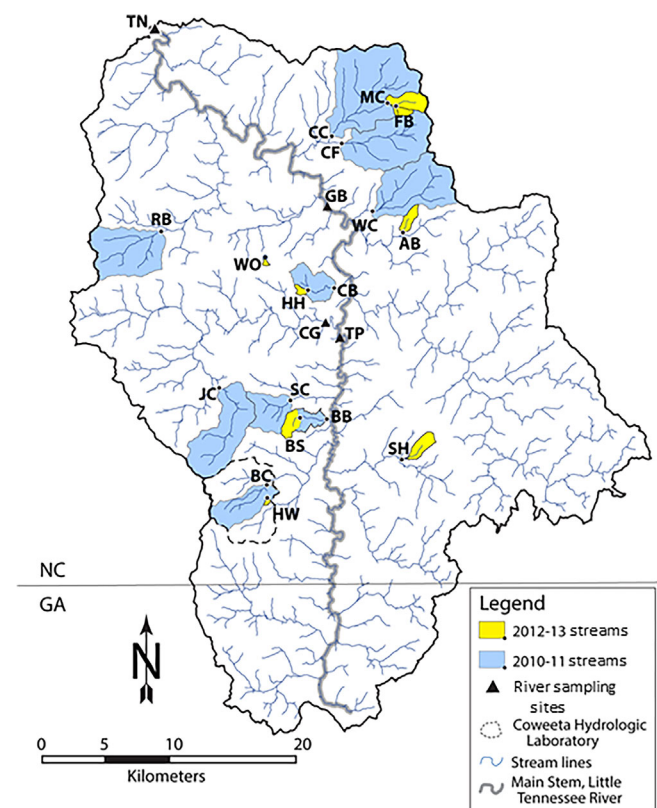 TN
MC
FB
CC
CF
GB
WC
AB
RB
WO
HH
CB
CG
TP
JC
SC
BS
BB
SH
BC
HW
NC
GA
N
0 5 10 20
Kilometers
Legend
2012-13 streams
2010-11 streams
River sampling
sites
Coweeta Hydrologic
Laboratory
Stream lines
Main Stem, Little
Tennessee River